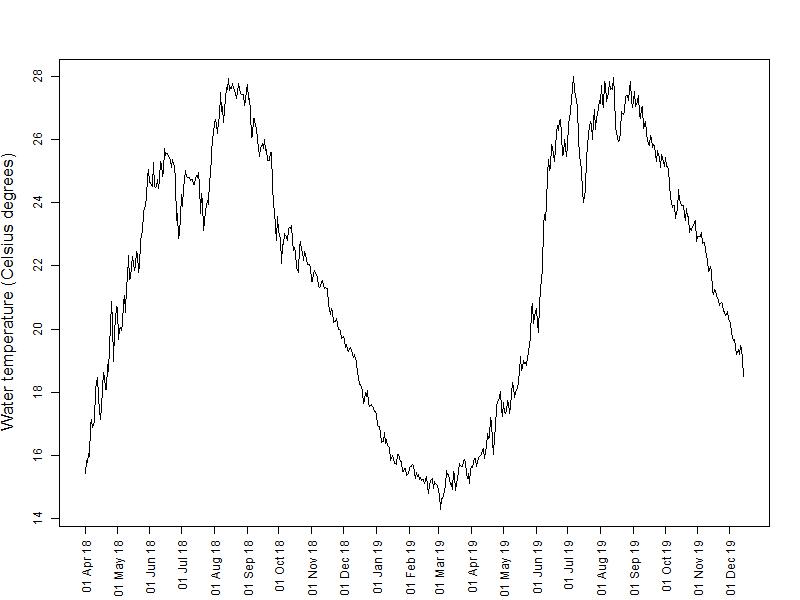 Water temperature (Celsius degrees)
28
26
24
22
20
18
16
14
01 Apr 18
01 May 18
01 Jun 18
01 Jul 18
01 Aug 18
01 Sep 18
01 Oct 18
01 Nov 18
01 Dec 18
01 Jan 19
01 Feb 19
01 Mar 19
01 Apr 19
01 May 19
01 Jun 19
01 Jul 19
01 Aug 19
01 Sep 19
01 Oct 19
01 Nov 19
01 Dec 19